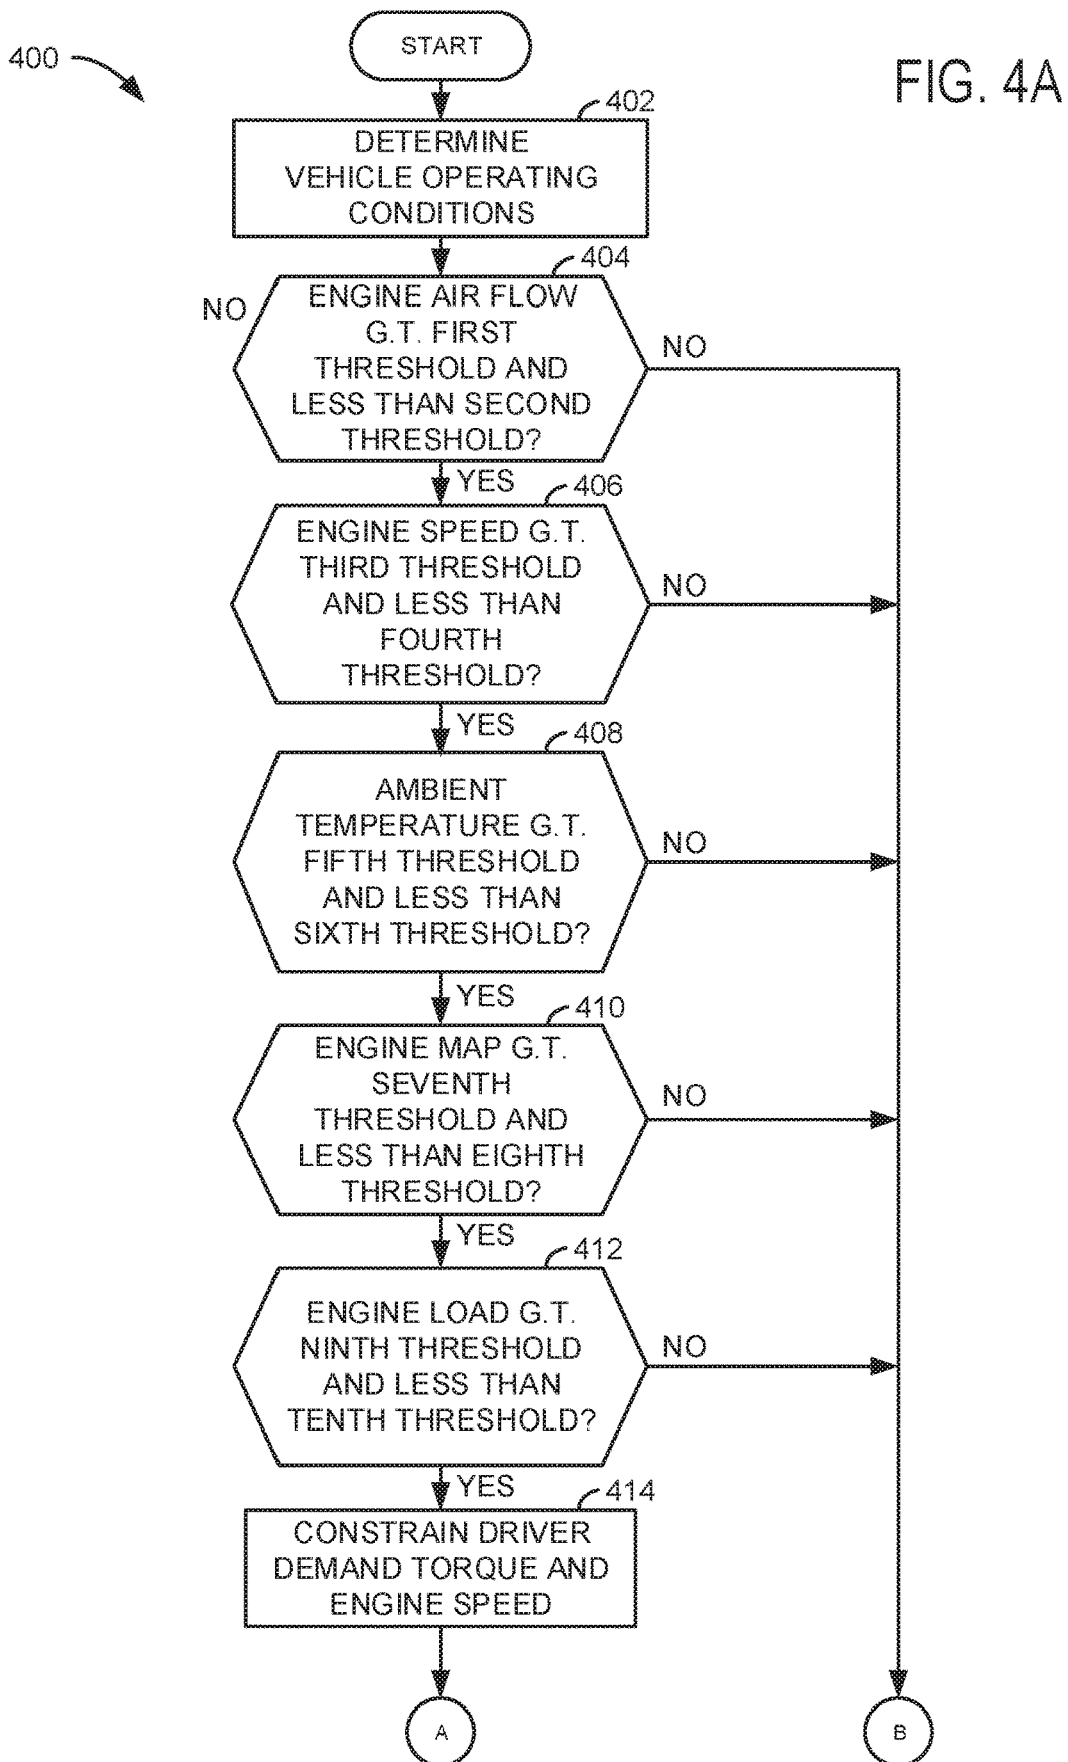 400
START
FIG. 4A
402
DETERMINE
VEHICLE OPERATING
CONDITIONS
404
NO
ENGINE AIR FLOW
G.T. FIRST
THRESHOLD AND
LESS THAN SECOND
THRESHOLD?
NO
YES
406
ENGINE SPEED G.T.
THIRD THRESHOLD
AND LESS THAN
FOURTH
THRESHOLD?
NO
YES
408
AMBIENT
TEMPERATURE G.T.
FIFTH THRESHOLD
AND LESS THAN
SIXTH THRESHOLD?
NO
YES
410
ENGINE MAP G.T.
SEVENTH
THRESHOLD AND
LESS THAN EIGHTH
THRESHOLD?
NO
YES
412
ENGINE LOAD G.T.
NINTH THRESHOLD
AND LESS THAN
TENTH THRESHOLD?
NO
YES
414
CONSTRAIN DRIVER
DEMAND TORQUE AND
ENGINE SPEED
A
B